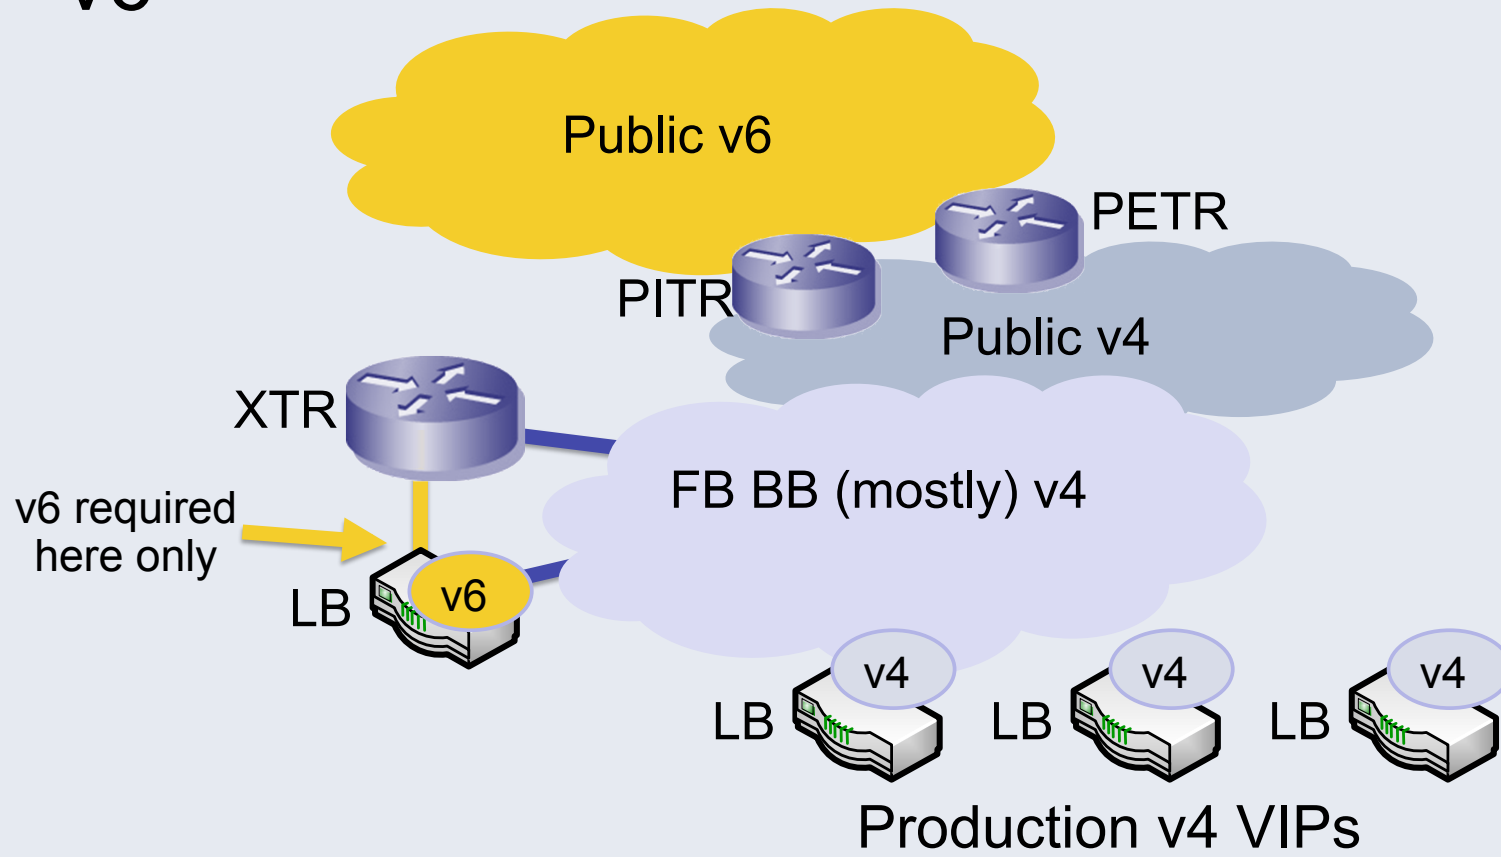 Public v6
PETR
PITR
Public v4
XTR
FB BB (mostly) v4
v6 required
here only
LB
v6
v4
v4
v4
LB
LB
LB
Production v4 VIPs